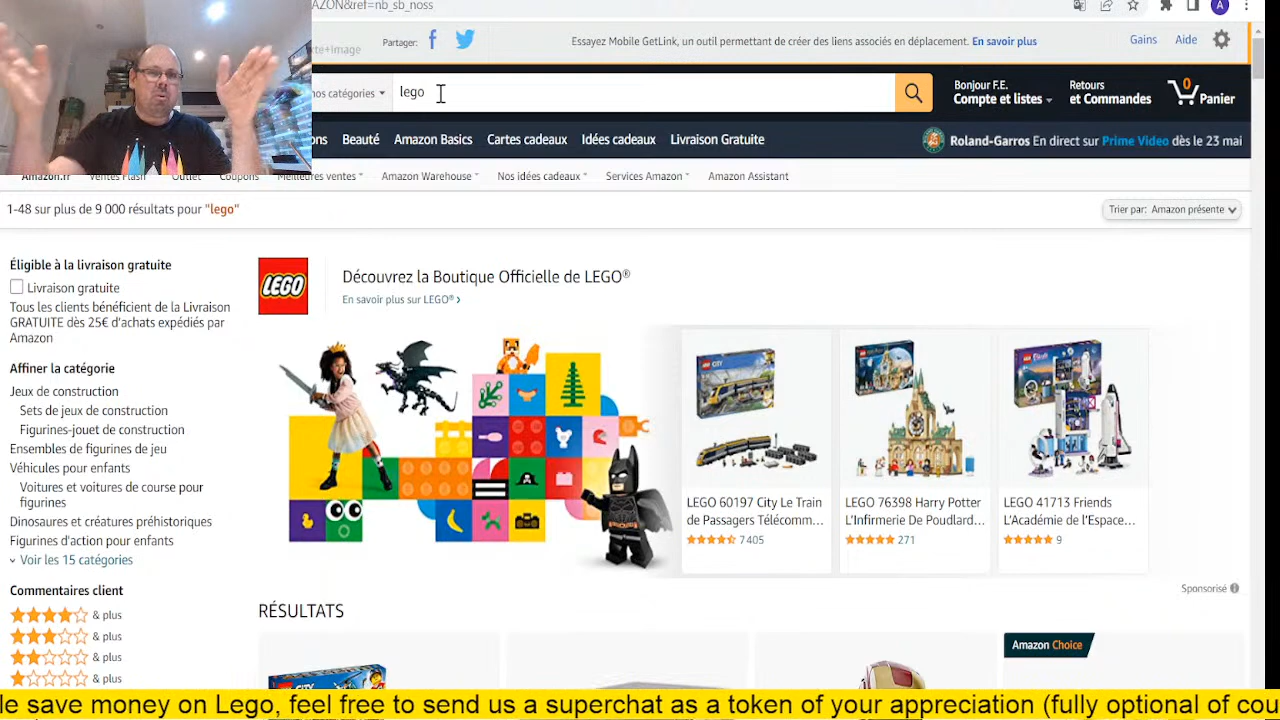 AZON&ref=nb_sb_noss
A
xte+image
Partager:
Essayez Mobile GetLink, un outil permettant de créer des liens associés en déplacement. En savoir plus
Gains
Aide
nos catégories
lego
Bonjour F.E.
Compte et listes
Retours
et Commandes
0
Panier
ons
Beauté
Amazon Basics
Cartes cadeaux
Idées cadeaux
Livraison Gratuite
Roland-Garros En direct sur Prime Video dès le 23 mai
Amazon.fr
Ventes Flash
Outlet
Coupons
Meilleures ventes
Amazon Warehouse
Nos idées cadeaux
Services Amazon
Amazon Assistant
1-48 sur plus de 9 000 résultats pour "lego"
Trier par: Amazon présente
Éligible à la livraison gratuite
Livraison gratuite
Tous les clients bénéficient de la Livraison
GRATUITE dès 25€ d'achats expédiés par
Amazon
Affiner la catégorie
Jeux de construction
Sets de jeux de construction
Figurines-jouet de construction
Ensembles de figurines de jeu
Véhicules pour enfants
Voitures et voitures de course pour
figurines
Dinosaures et créatures préhistoriques
Figurines d'action pour enfants
Voir les 15 catégories
Commentaires client
& plus
& plus
& plus
& plus
LEGO
Découvrez la Boutique Officielle de LEGO®
En savoir plus sur LEGO® ›
CITY
LEGO 60197 City Le Train
de Passagers Télécomm...
7 405
LEGO 76398 Harry Potter
L'Infirmerie De Poudlard...
271
LEGO 41713 Friends
L'Académie de l'Espace...
9
Sponsorisé
RÉSULTATS
CITY
Amazon Choice
le save money on Lego, feel free to send us a superchat as a token of your appreciation (fully optional of cou